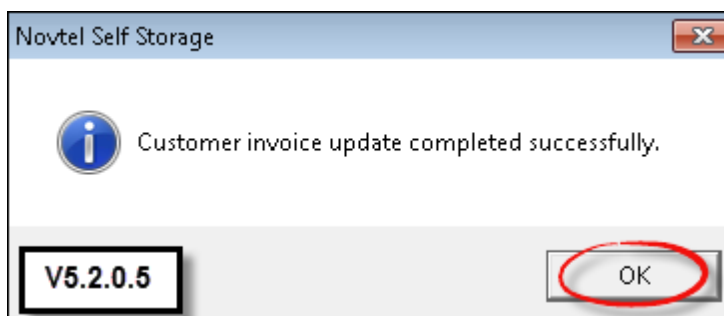 Novtel Self Storage
Customer invoice update completed successfully.
V5.2.0.5
OK